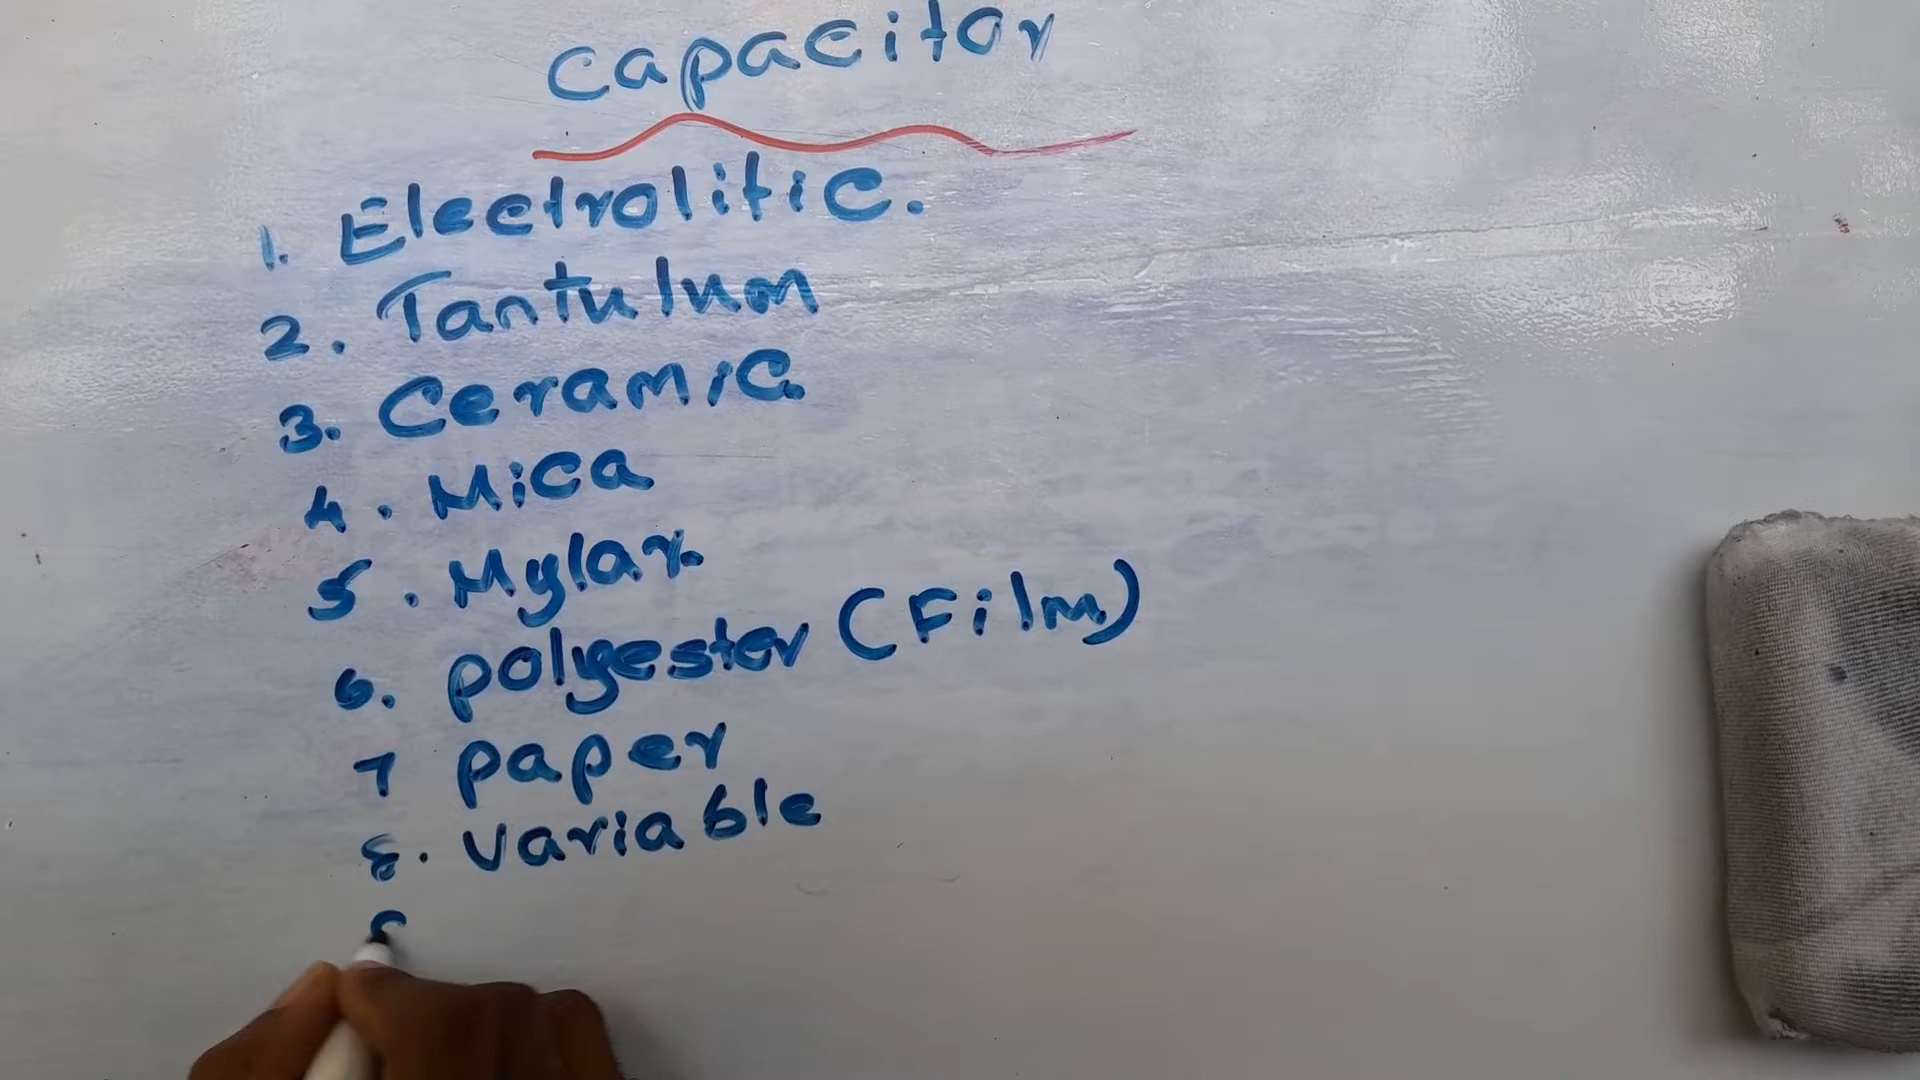 Capacitor
1. Electrolitic.
2. Tantulum
3. Ceramic.
4. Mica
5. Mylar.
6. polyester (Film)
7 paper
8. variable